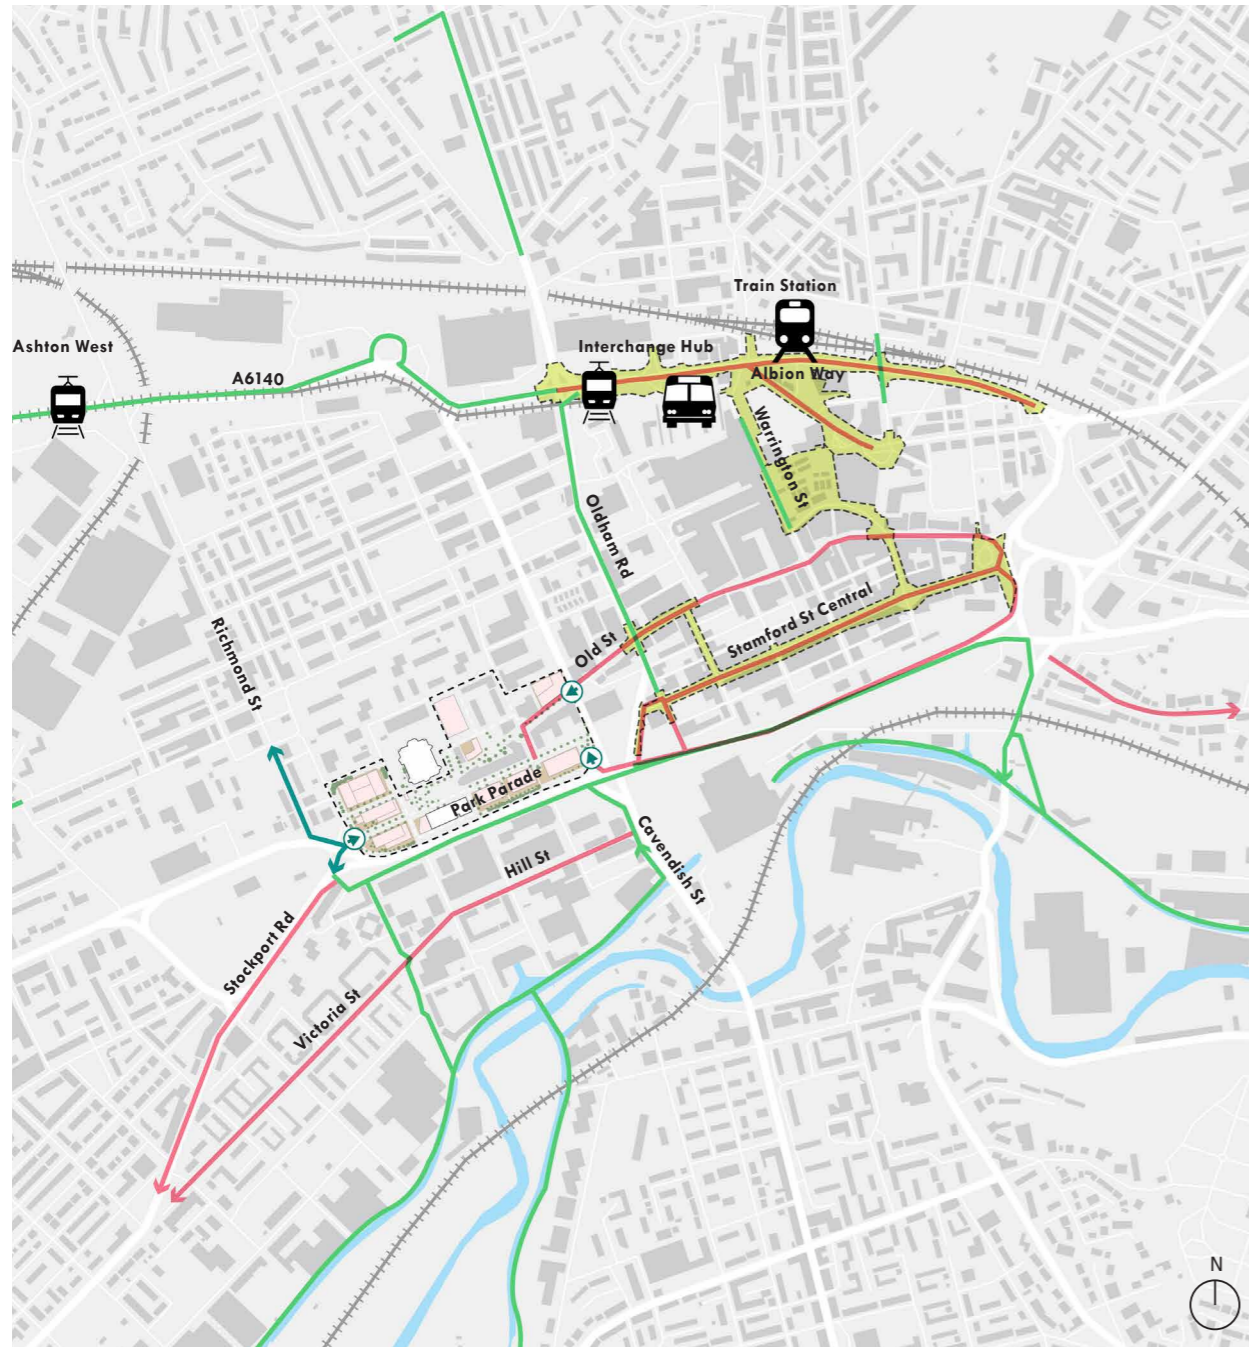 Train Station
Ashton West
Interchange Hub
A6140
Albion Way
Warrington St
Oldham Rd
Stamford St Central
Old St
Richmond St
Park Parade
Hill St
Cavendish St
Stockport Rd
Victoria St
N